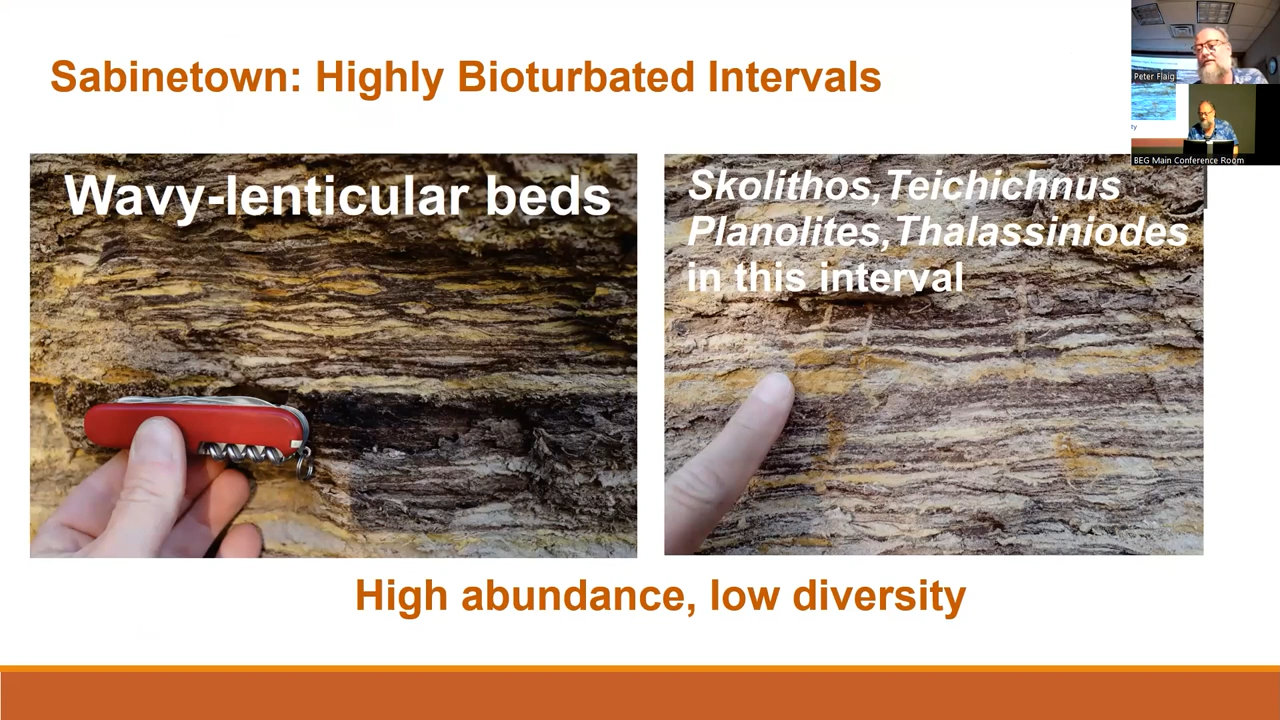 Sabinetown: Highly Bioturbated Intervals
Peter Flaig
BEG Main Conference Room
Wavy-lenticular beds
Skolithos,Teichichnus
Planolites,Thalassiniodes
in this interval
High abundance, low diversity